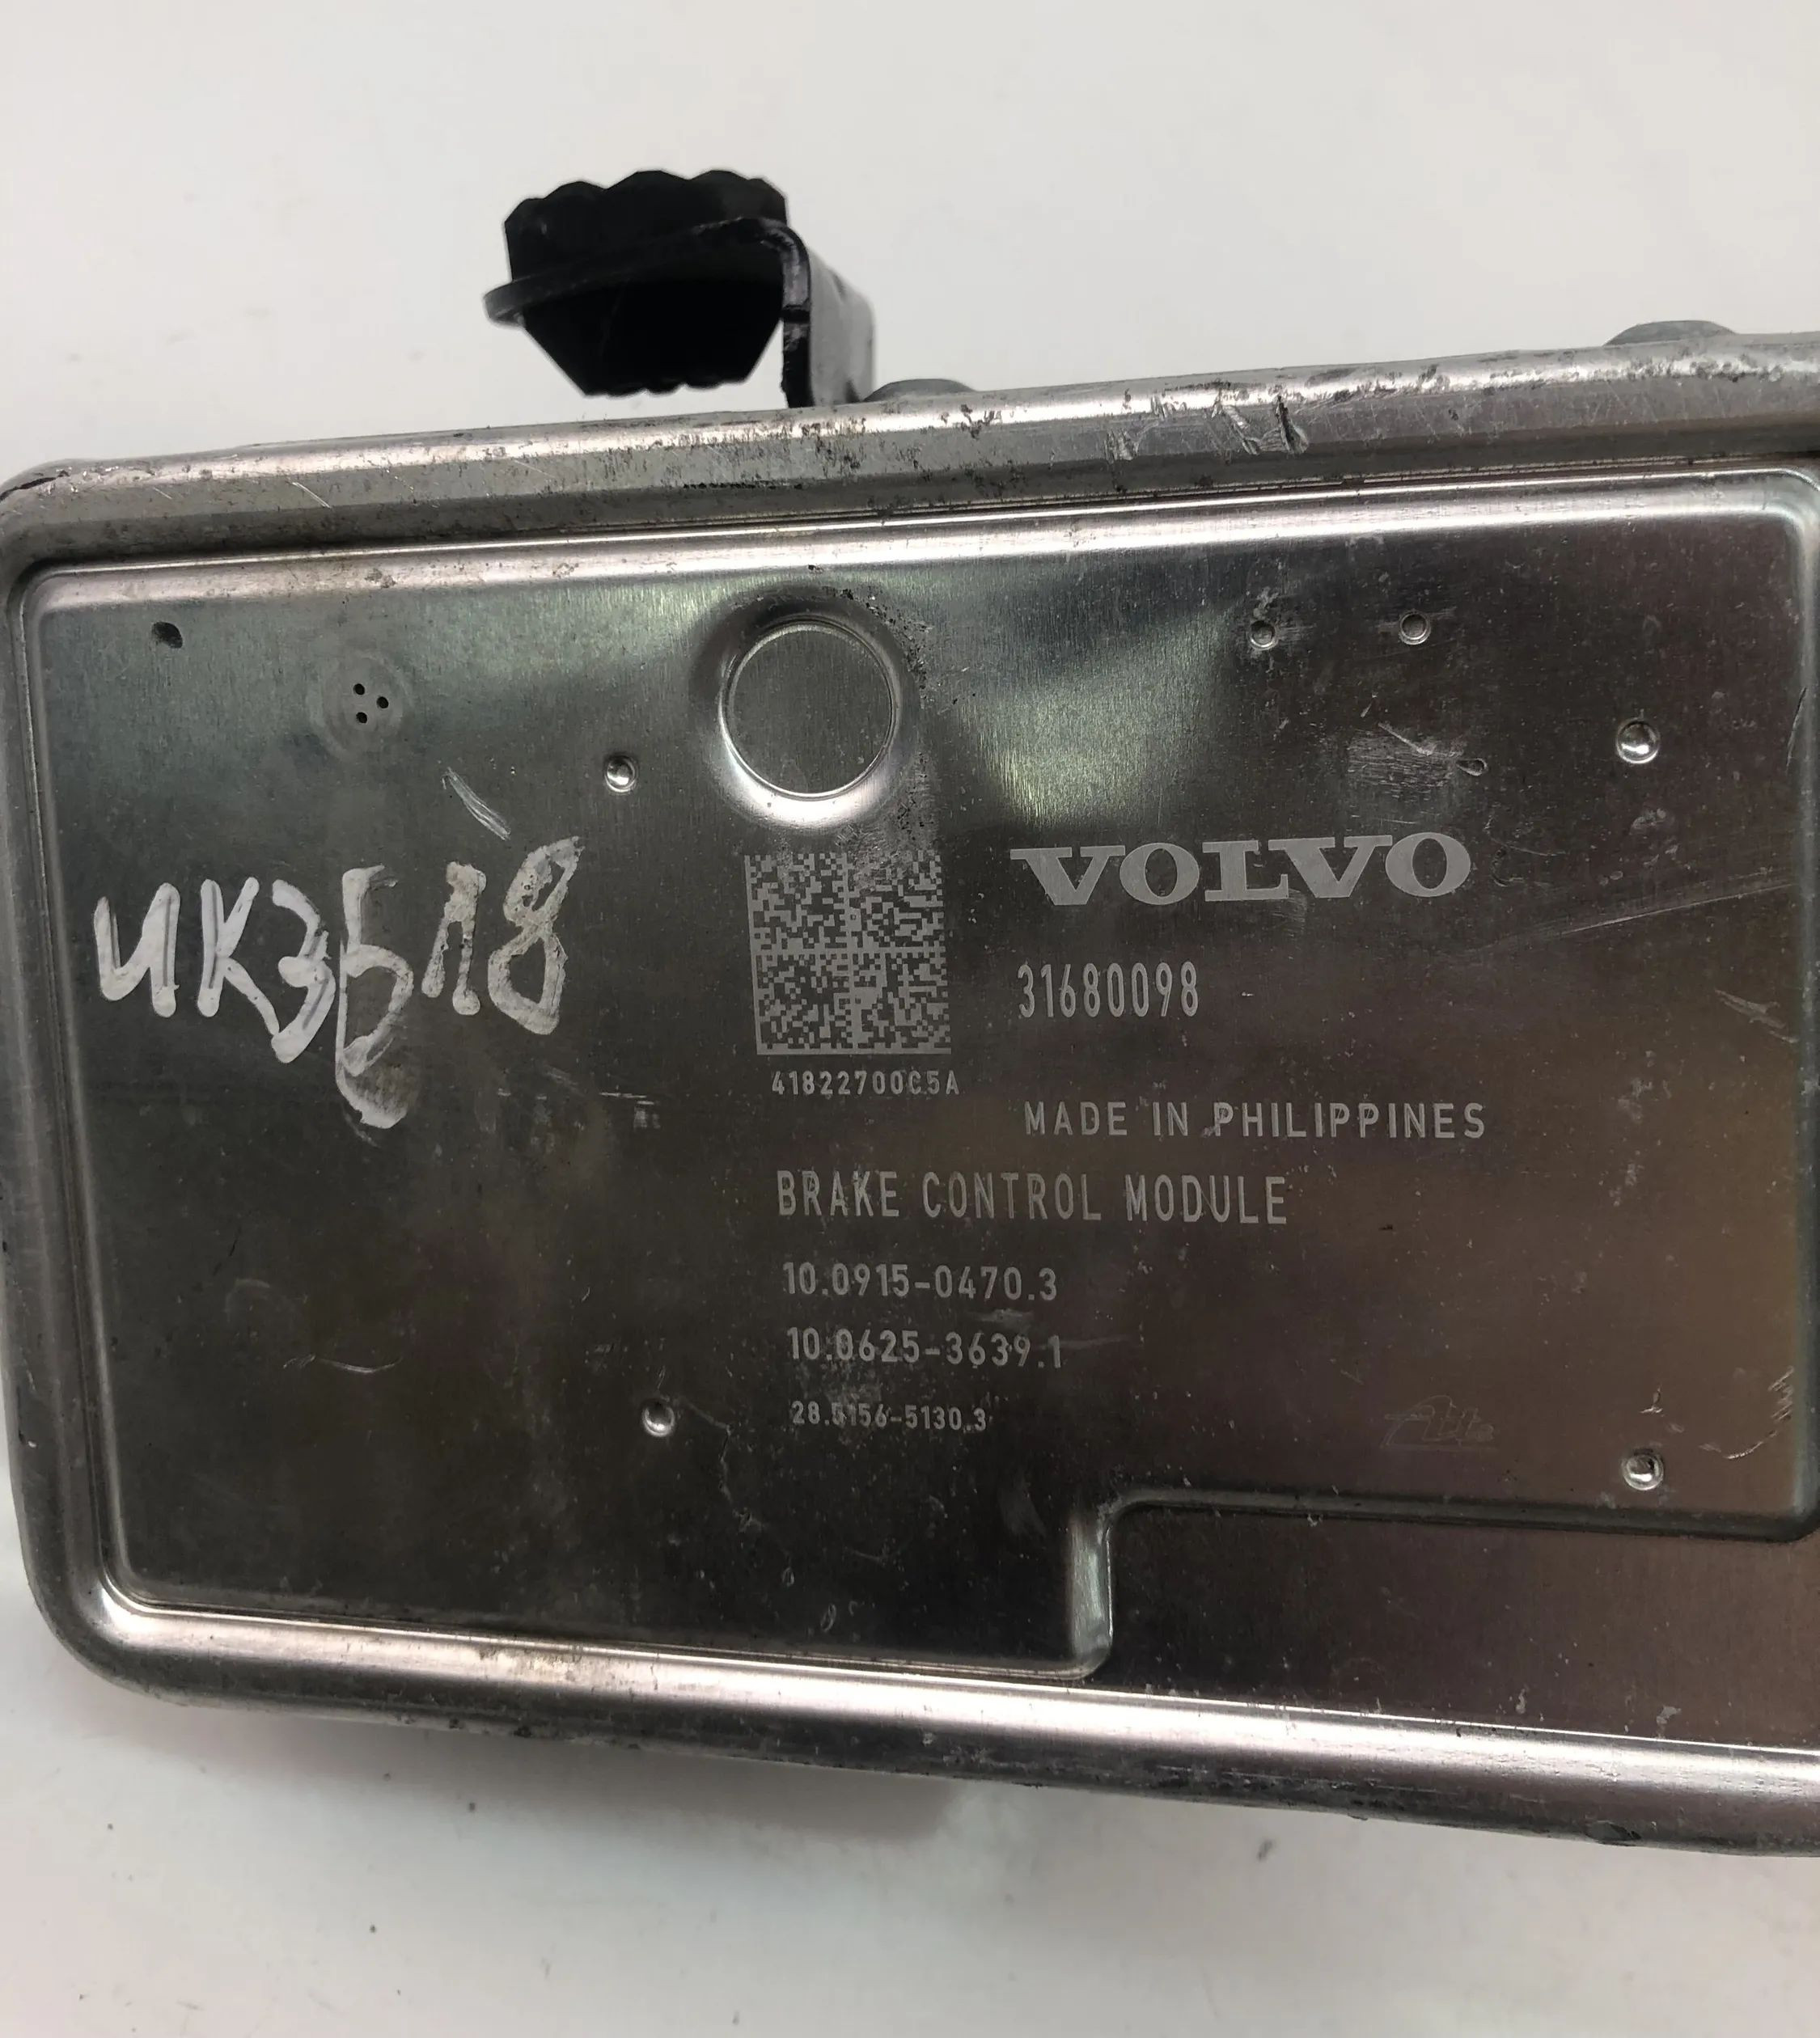 VOLVO
31680098
41822700C5A
MADE IN PHILIPPINES
BRAKE CONTROL MODULE
10.0915-0470.3
10.0625-3639.1
28.5156-5130.3